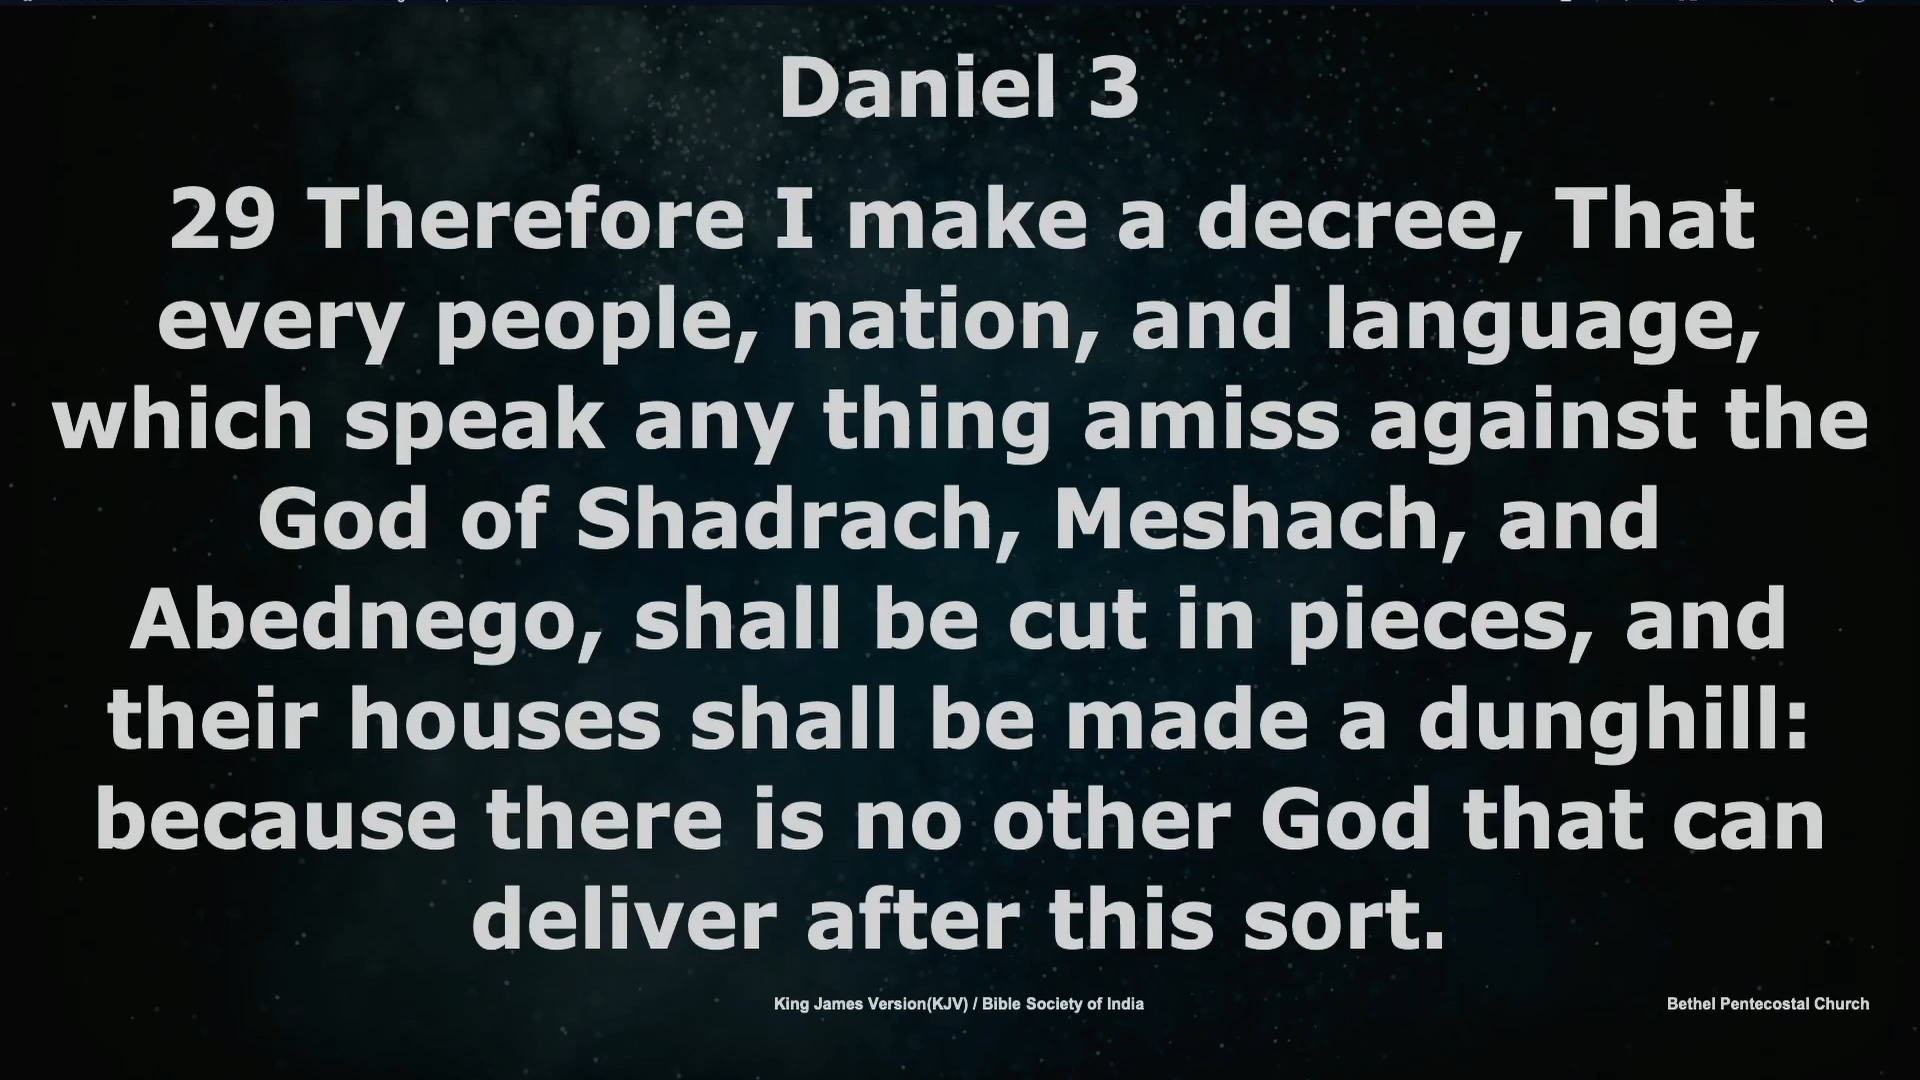 Daniel 3
29 Therefore I make a decree, That
every people, nation, and language,
which speak any thing amiss against the
God of Shadrach, Meshach, and
Abednego, shall be cut in pieces, and
their houses shall be made a dunghill:
because there is no other God that can
deliver after this sort.
King James Version(KJV) / Bible Society of India
Bethel Pentecostal Church